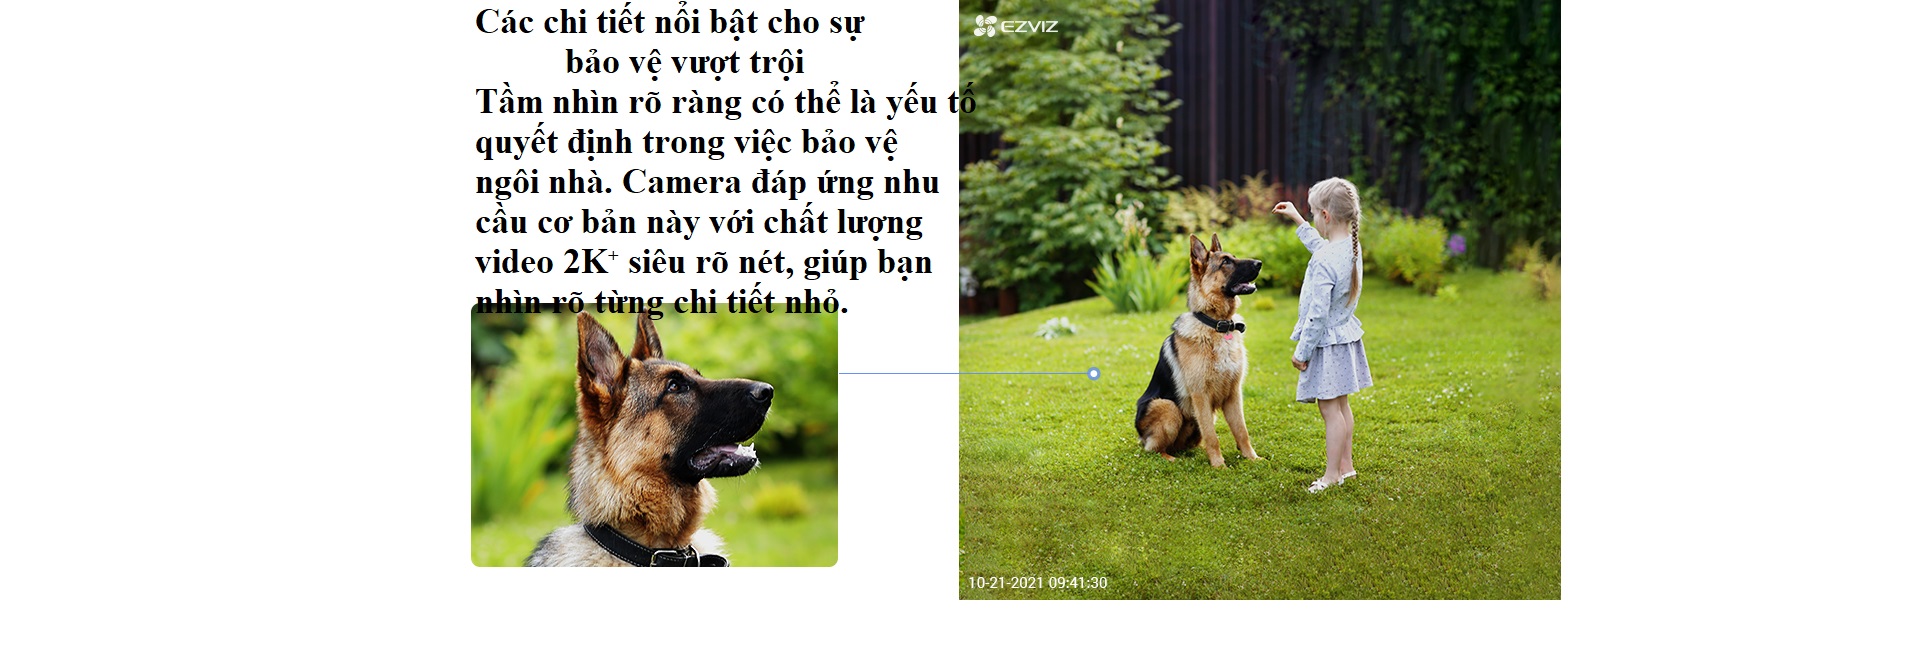 Các chi tiết nổi bật cho sự
bảo vệ vượt trội
Tầm nhìn rõ ràng có thể là yếu tố
quyết định trong việc bảo vệ
ngôi nhà. Camera đáp ứng nhu
cầu cơ bản này với chất lượng
video 2K⁺ siêu rõ nét, giúp bạn
nhìn rõ từng chi tiết nhỏ.
EZVIZ
10-21-2021 09:41:30